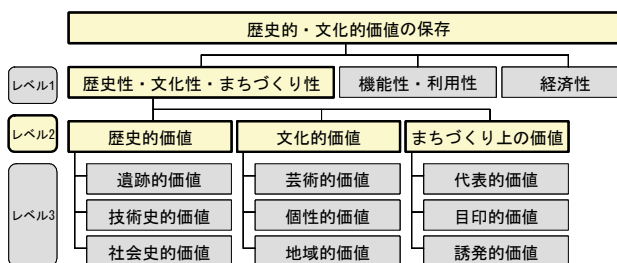 歴史的・文化的価値の保存
レベル1 歴史性・文化性・まちづくり性 機能性・利用性 経済性
レベル2 歴史的価値 文化的価値 まちづくり上の価値
レベル3 遺跡的価値 芸術的価値 代表的価値
技術史的価値 個性的価値 目印的価値
社会史的価値 地域的価値 誘発的価値